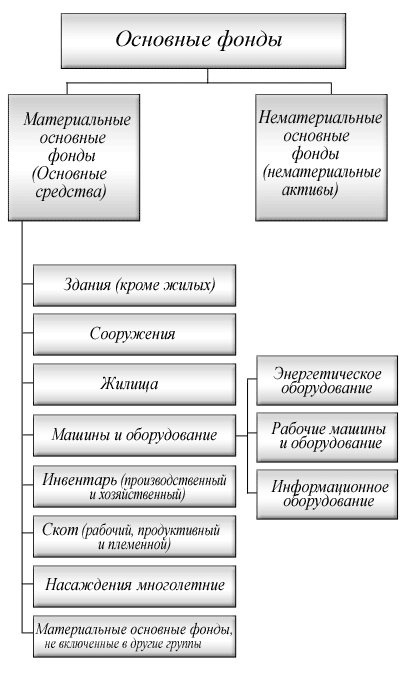 Основные фонды
Материальные
основные
фонды
(Основные
средства)
Нематериальные
основные
фонды
(нематериальные
активы)
Здания (кроме жилых)
Сооружения
Жилища
Машины и оборудование
Энергетическое
оборудование
Рабочие машины
и оборудование
Информационное
оборудование
Инвентарь (производственный
и хозяйственный)
Скот (рабочий, продуктивный
и племенной)
Насаждения многолетние
Материальные основные фонды,
не включенные в другие группы